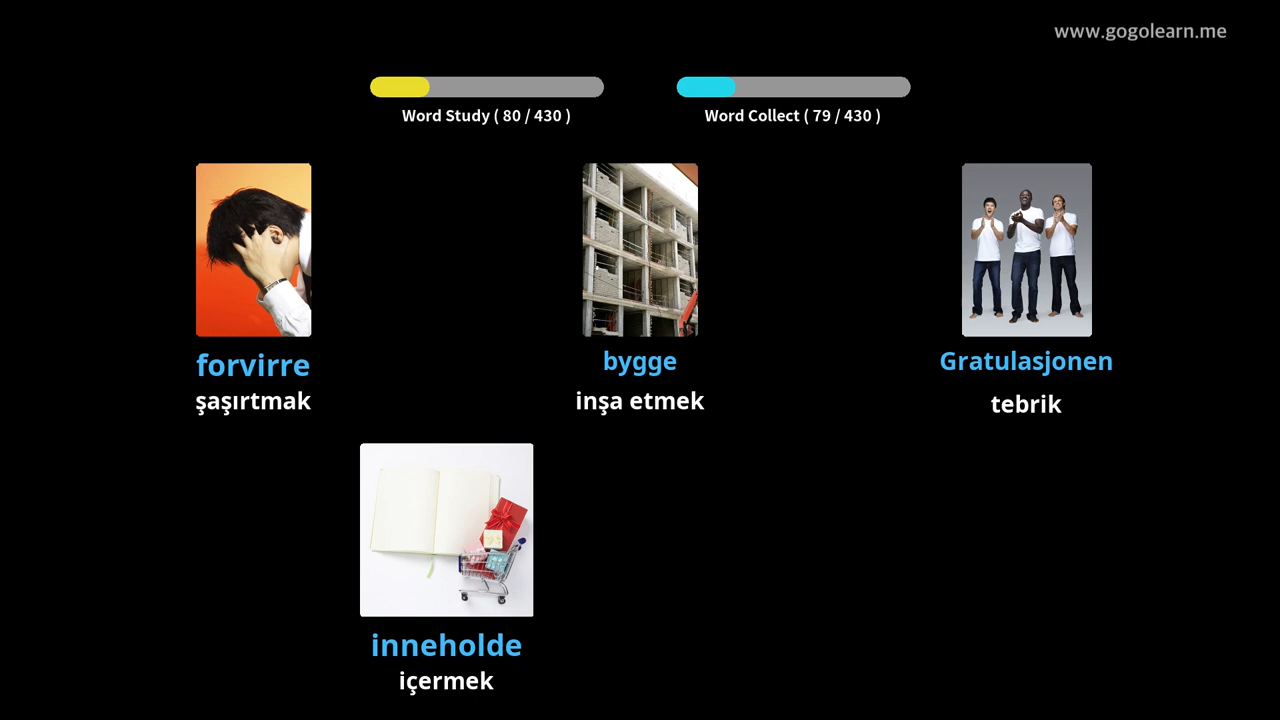 www.gogolearn.me
Word Study ( 80 / 430 )
Word Collect ( 79 / 430 )
forvirre
şaşırtmak
bygge
inşa etmek
Gratulasjonen
tebrik
inneholde
içermek